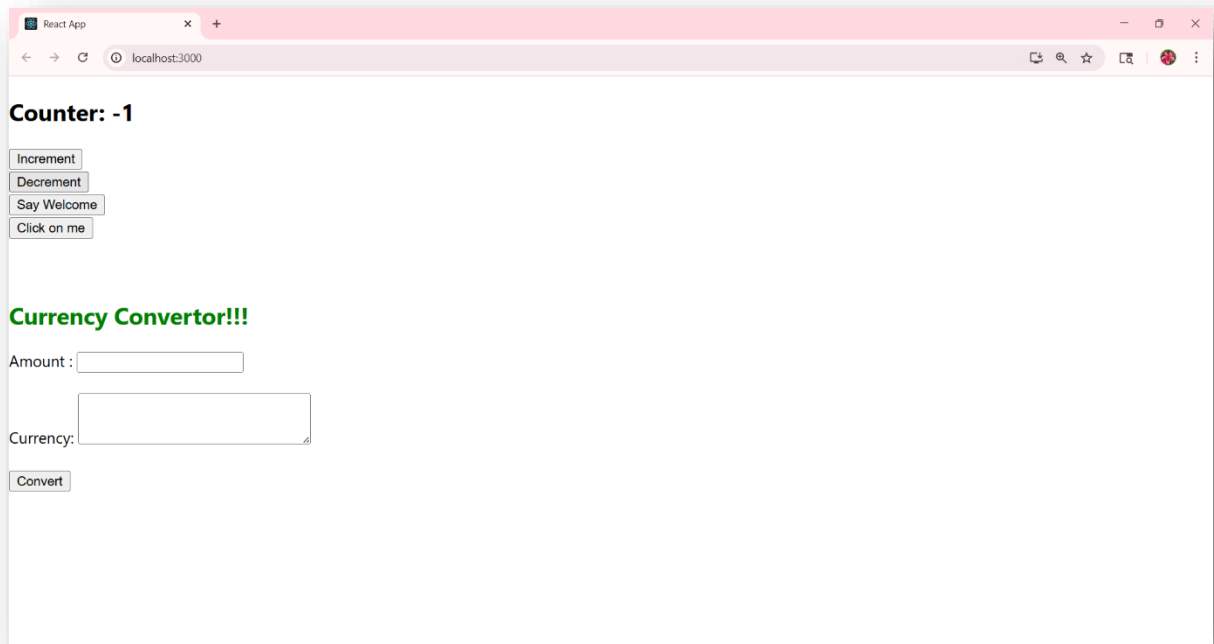 React App
localhost:3000
Counter: -1
Increment
Decrement
Say Welcome
Click on me
Currency Convertor!!!
Amount :
Currency:
Convert